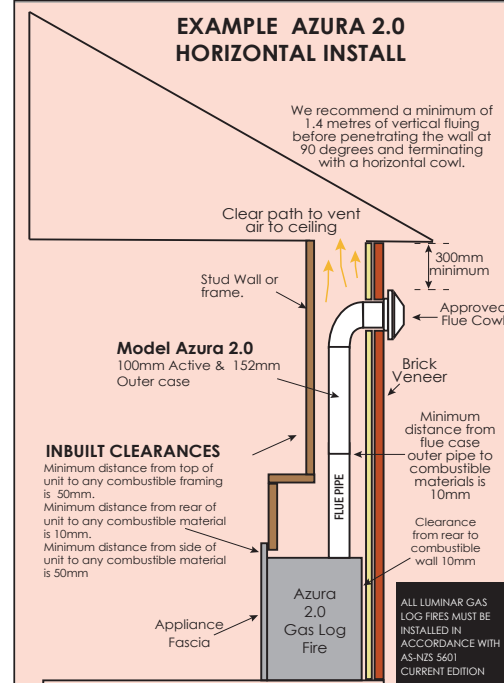 EXAMPLE AZURA 2.0
HORIZONTAL INSTALL
We recommend a minimum of
1.4 metres of vertical fluing
before penetrating the wall at
90 degrees and terminating
with a horizontal cowl.
Clear path to vent
air to ceiling
300mm
minimum
Stud Wall or
frame.
Approved
Flue Cowl
Model Azura 2.0
100mm Active & 152mm
Outer case
Brick
Veneer
Minimum
distance from
flue case
outer pipe to
combustible
materials is
10mm
INBUILT CLEARANCES
Minimum distance from top of
unit to any combustible framing
is 50mm.
Minimum distance from rear of
unit to any combustible material
is 10mm.
Minimum distance from side of
unit to any combustible material
is 50mm
FLUE PIPE
Clearance
from rear to
combustible
wall 10mm
Azura
2.0
Gas Log
Fire
Appliance
Fascia
ALL LUMINAR GAS
LOG FIRES MUST BE
INSTALLED IN
ACCORDANCE WITH
AS-NZS 5601
CURRENT EDITION